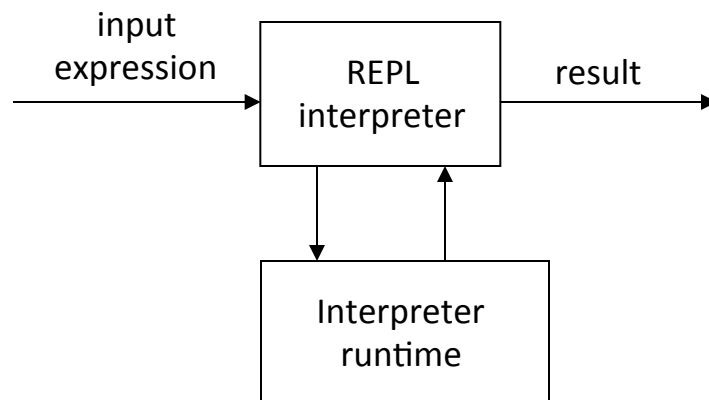 input
expression
REPL
interpreter
result
Interpreter
runtime